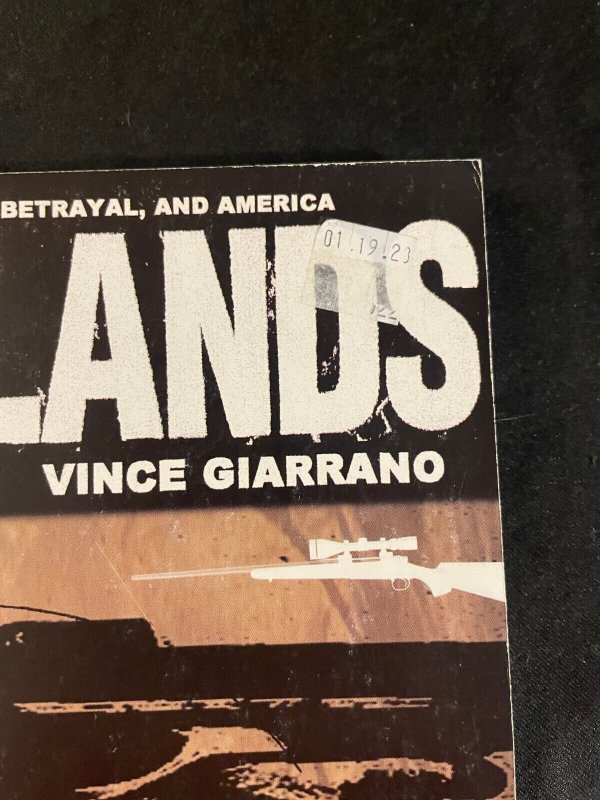 BETRAYAL, AND AMERICA
LANDS
01.19.23
VINCE GIARRANO